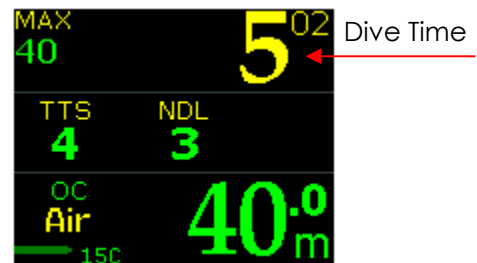 MAX 5 02 Dive Time
40
TTS NDL
4 3
OC
Air 40.0
15C m